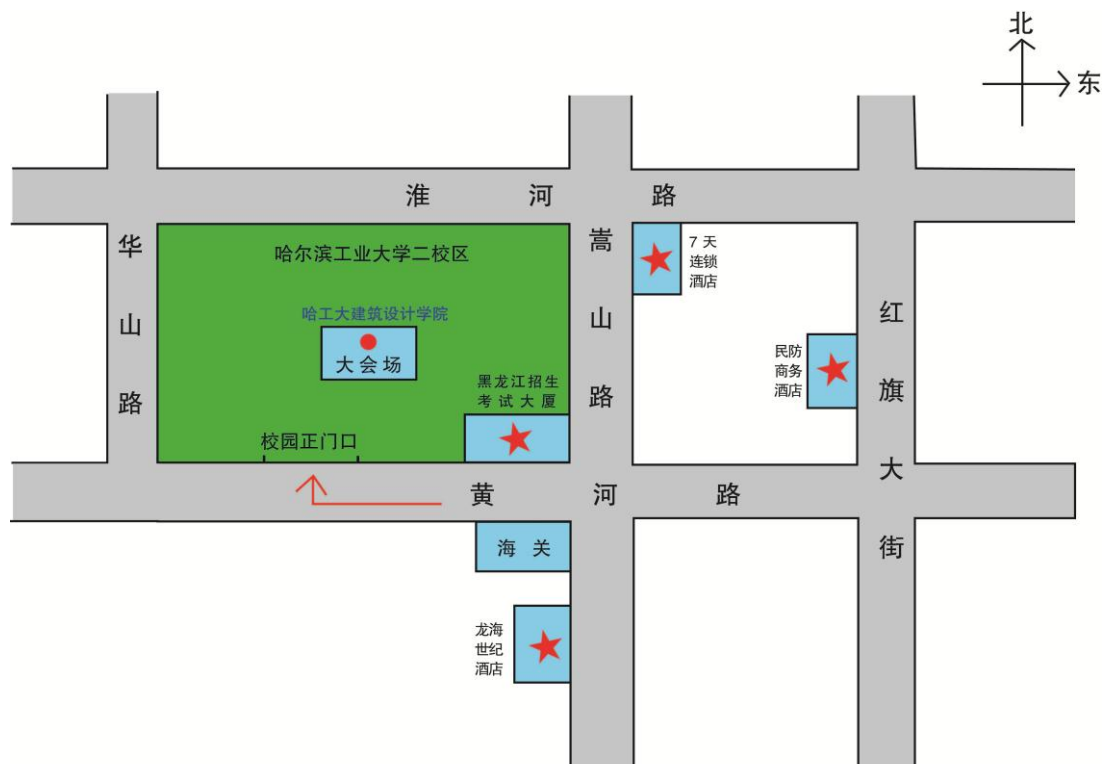 北
东
淮河路
华山路
嵩山路
红旗大街
哈尔滨工业大学二校区
7天
连锁
酒店
哈工大建筑设计学院
大会场
民防
商务
酒店
黑龙江招生
考试大厦
校园正门口
黄河路
海关
龙海
世纪
酒店